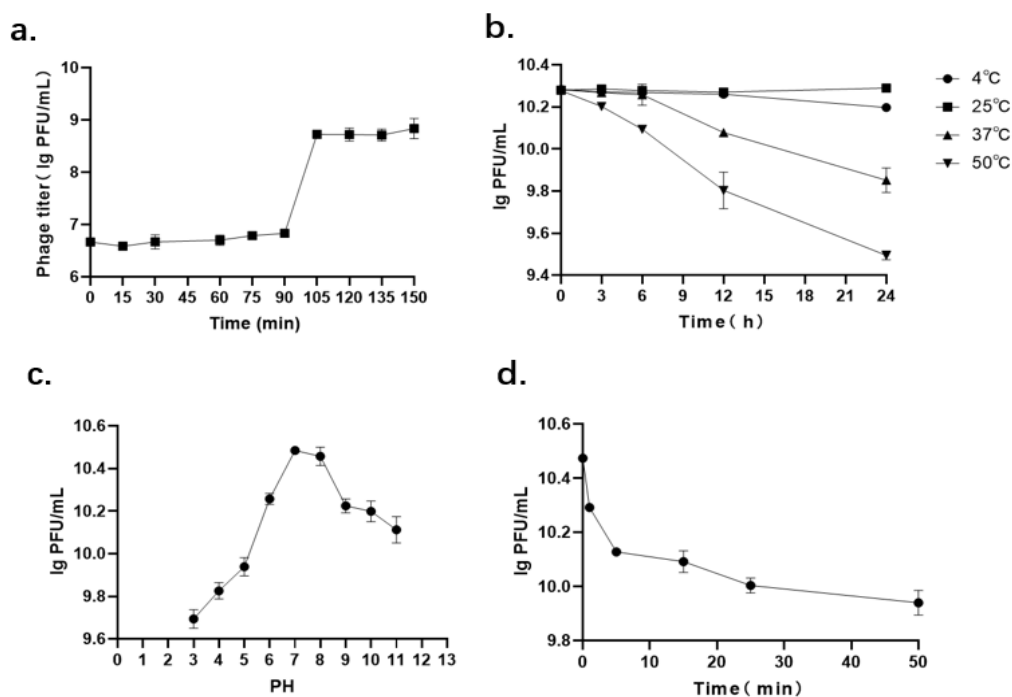 a.
Phage titer( lg PFU/mL)
10
9
8
7
6
0 15 30 45 60 75 90 105 120 135 150
Time (min)
b.
lg PFU/mL
10.4
10.2
10.0
9.8
9.6
9.4
0 3 6 9 12 15 18 21 24
Time( h)
4℃
25℃
37℃
50℃
c.
lg PFU/mL
10.6
10.4
10.2
10.0
9.8
9.6
0 1 2 3 4 5 6 7 8 9 10 11 12 13
PH
d.
lg PFU/mL
10.6
10.4
10.2
10.0
9.8
0 10 20 30 40 50
Time( min)